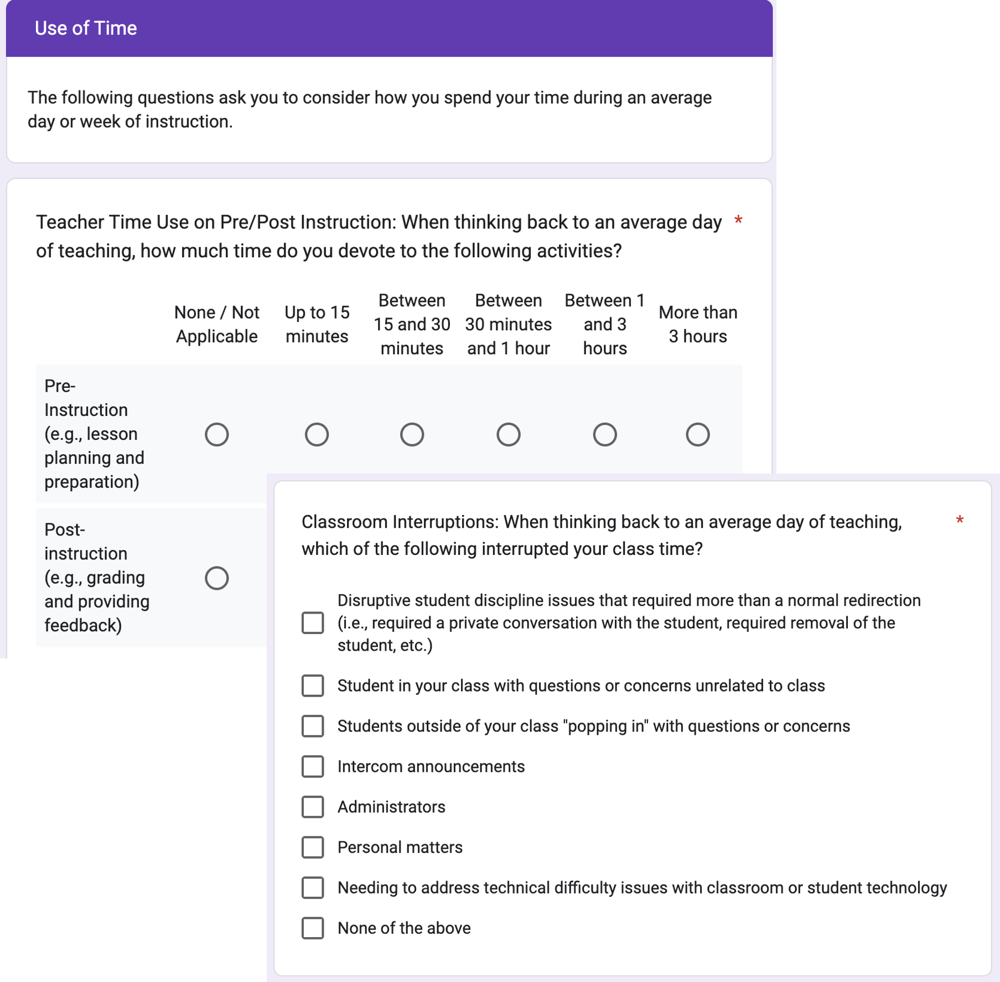 Use of Time
The following questions ask you to consider how you spend your time during an average
day or week of instruction.
Teacher Time Use on Pre/Post Instruction: When thinking back to an average day *
of teaching, how much time do you devote to the following activities?
None / Not
Applicable
Up to 15
minutes
Between
15 and 30
minutes
Between
30 minutes
and 1 hour
Between 1
and 3
hours
More than
3 hours
Pre-
Instruction
(e.g., lesson
planning and
preparation)
Post-
instruction
(e.g., grading
and providing
feedback)
Classroom Interruptions: When thinking back to an average day of teaching, *
which of the following interrupted your class time?
Disruptive student discipline issues that required more than a normal redirection
(i.e., required a private conversation with the student, required removal of the
student, etc.)
Student in your class with questions or concerns unrelated to class
Students outside of your class "popping in" with questions or concerns
Intercom announcements
Administrators
Personal matters
Needing to address technical difficulty issues with classroom or student technology
None of the above